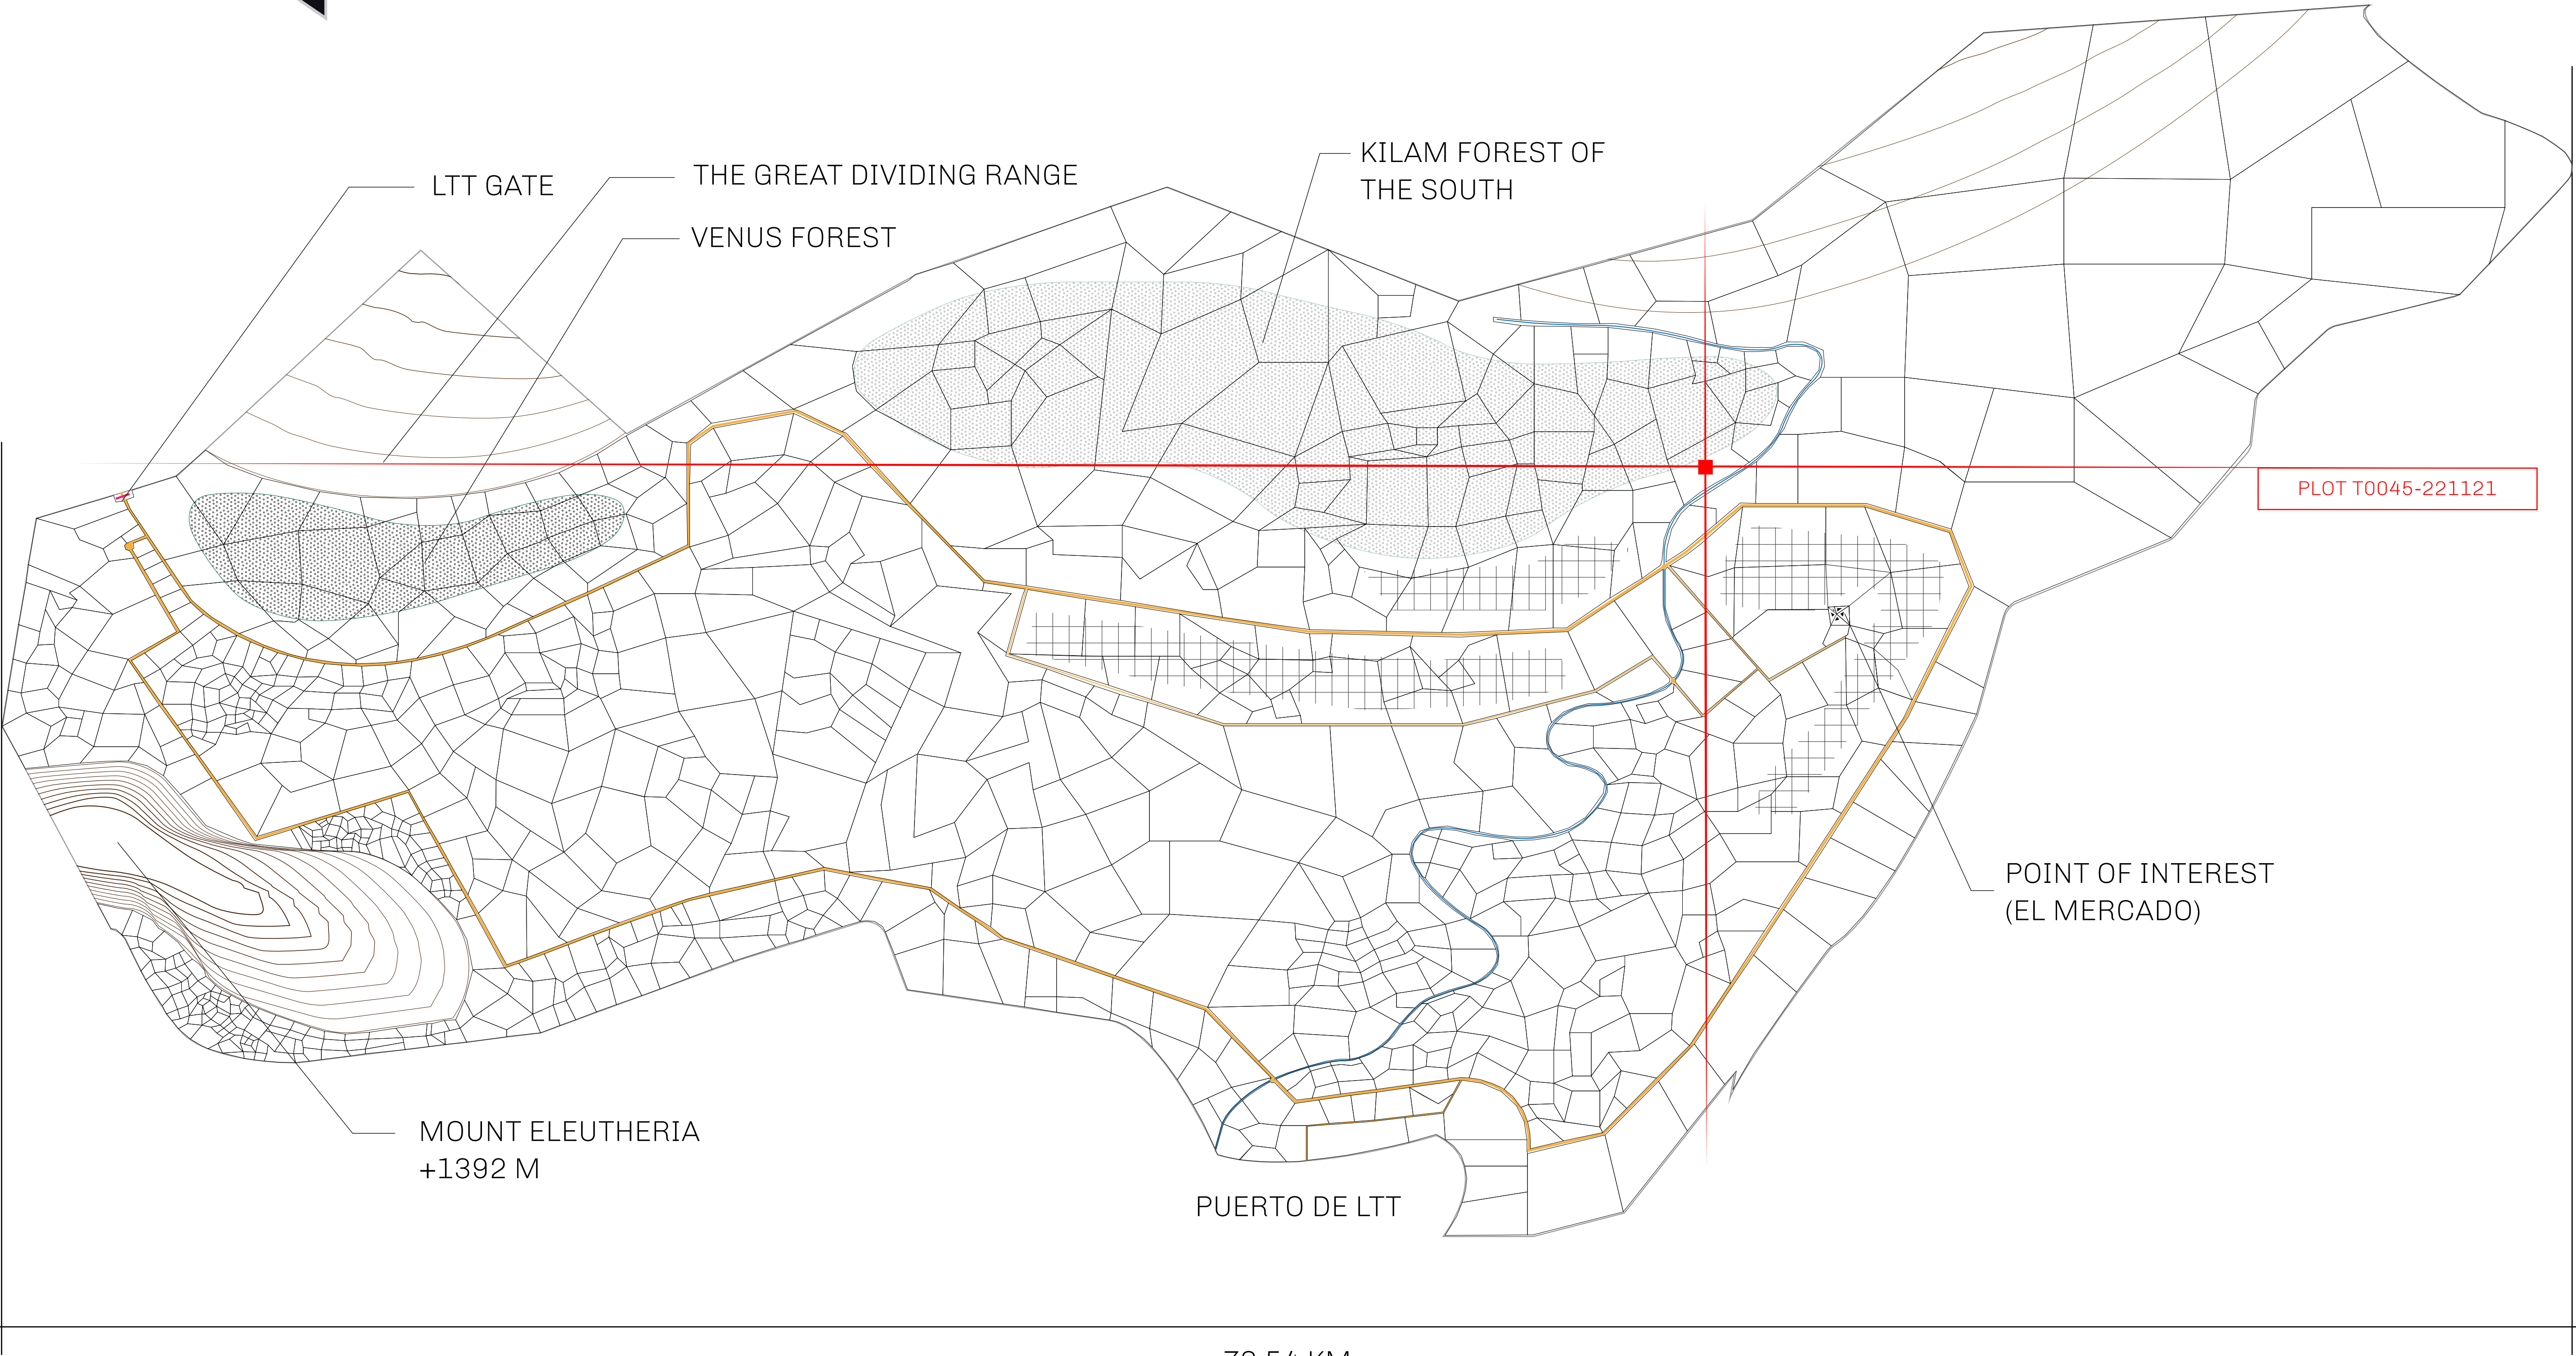 KILAM FOREST OF
THE SOUTH
LTT GATE
THE GREAT DIVIDING RANGE
VENUS FOREST
PLOT T0045-221121
POINT OF INTEREST
(EL MERCADO)
MOUNT ELEUTHERIA
+1392 M
PUERTO DE LTT
KM